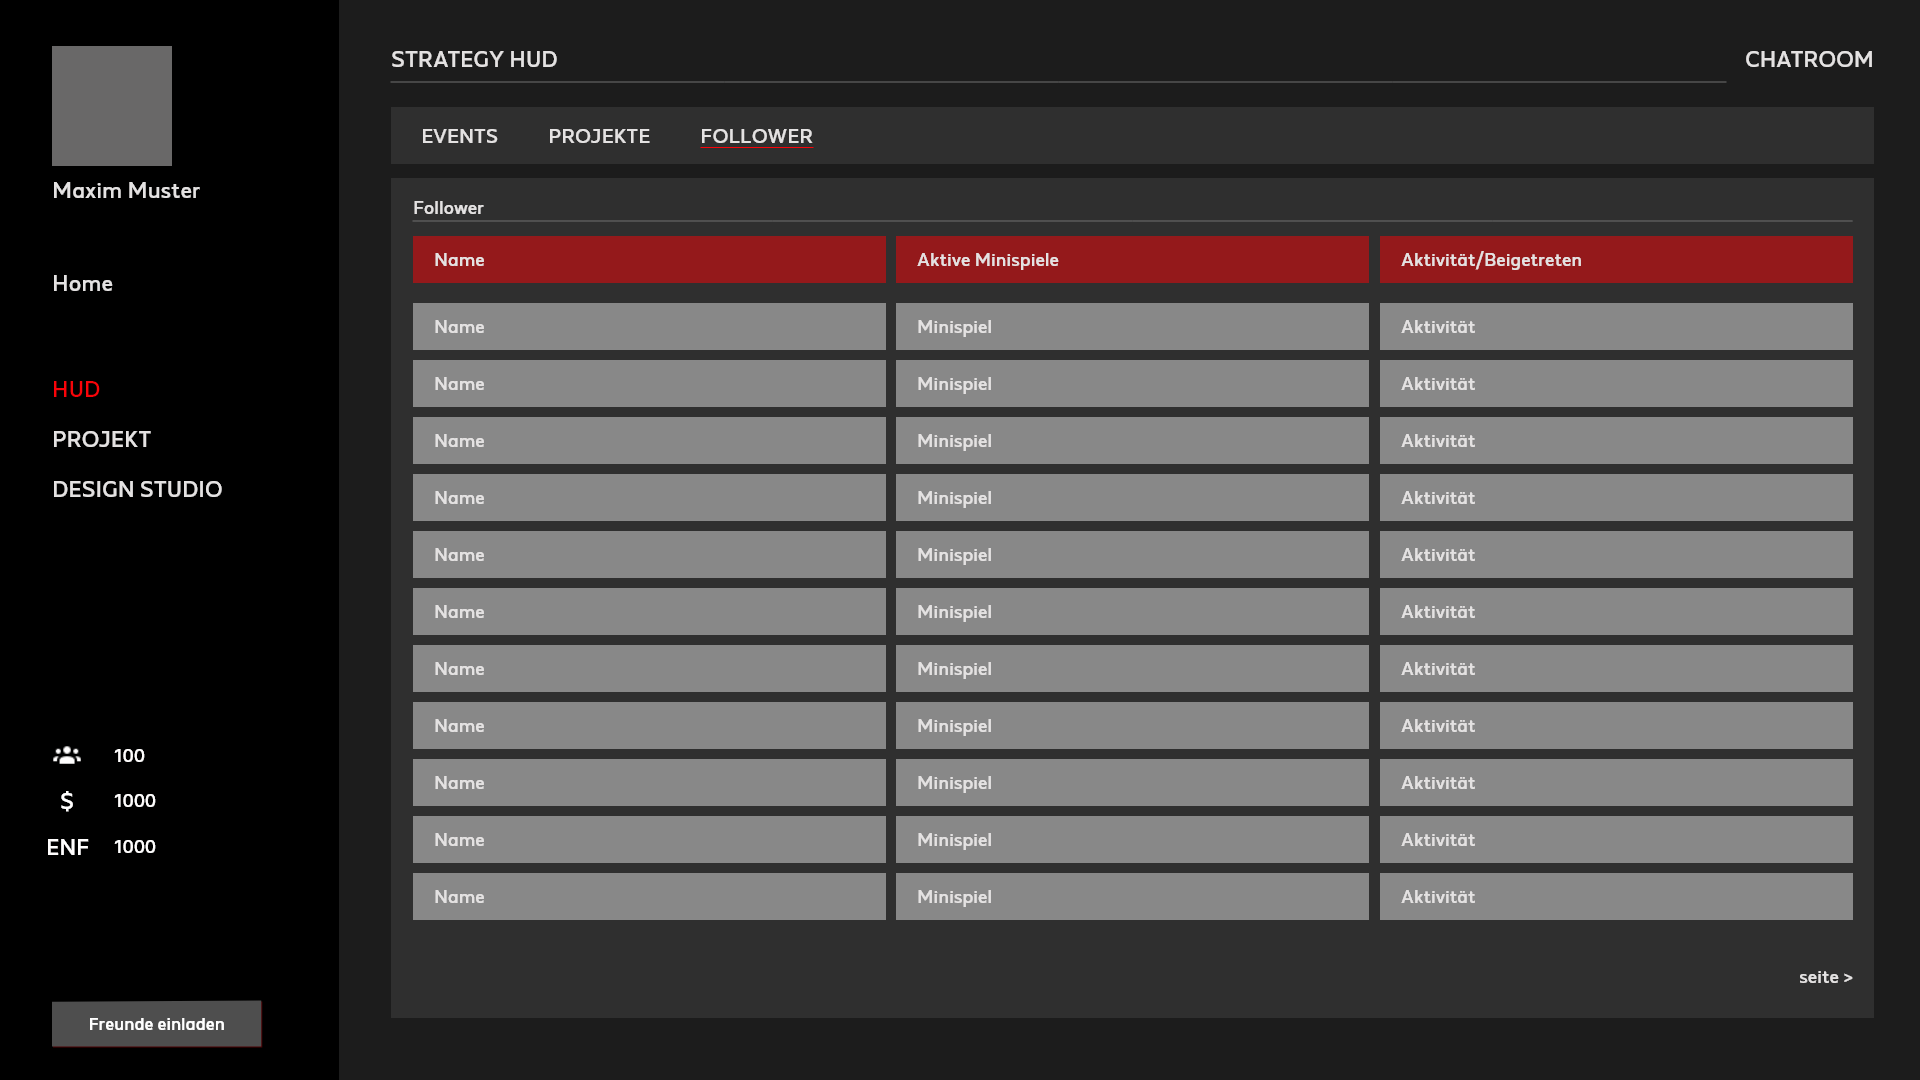 Maxim Muster
Home
HUD
PROJEKT
DESIGN STUDIO
100
$ 1000
ENF 1000
Freunde einladen
STRATEGY HUD
CHATROOM
EVENTS PROJEKTE FOLLOWER
Follower
Name Aktive Minispiele Aktivität/Beigetreten
Name Minispiel Aktivität
Name Minispiel Aktivität
Name Minispiel Aktivität
Name Minispiel Aktivität
Name Minispiel Aktivität
Name Minispiel Aktivität
Name Minispiel Aktivität
Name Minispiel Aktivität
Name Minispiel Aktivität
Name Minispiel Aktivität
Name Minispiel Aktivität
seite >